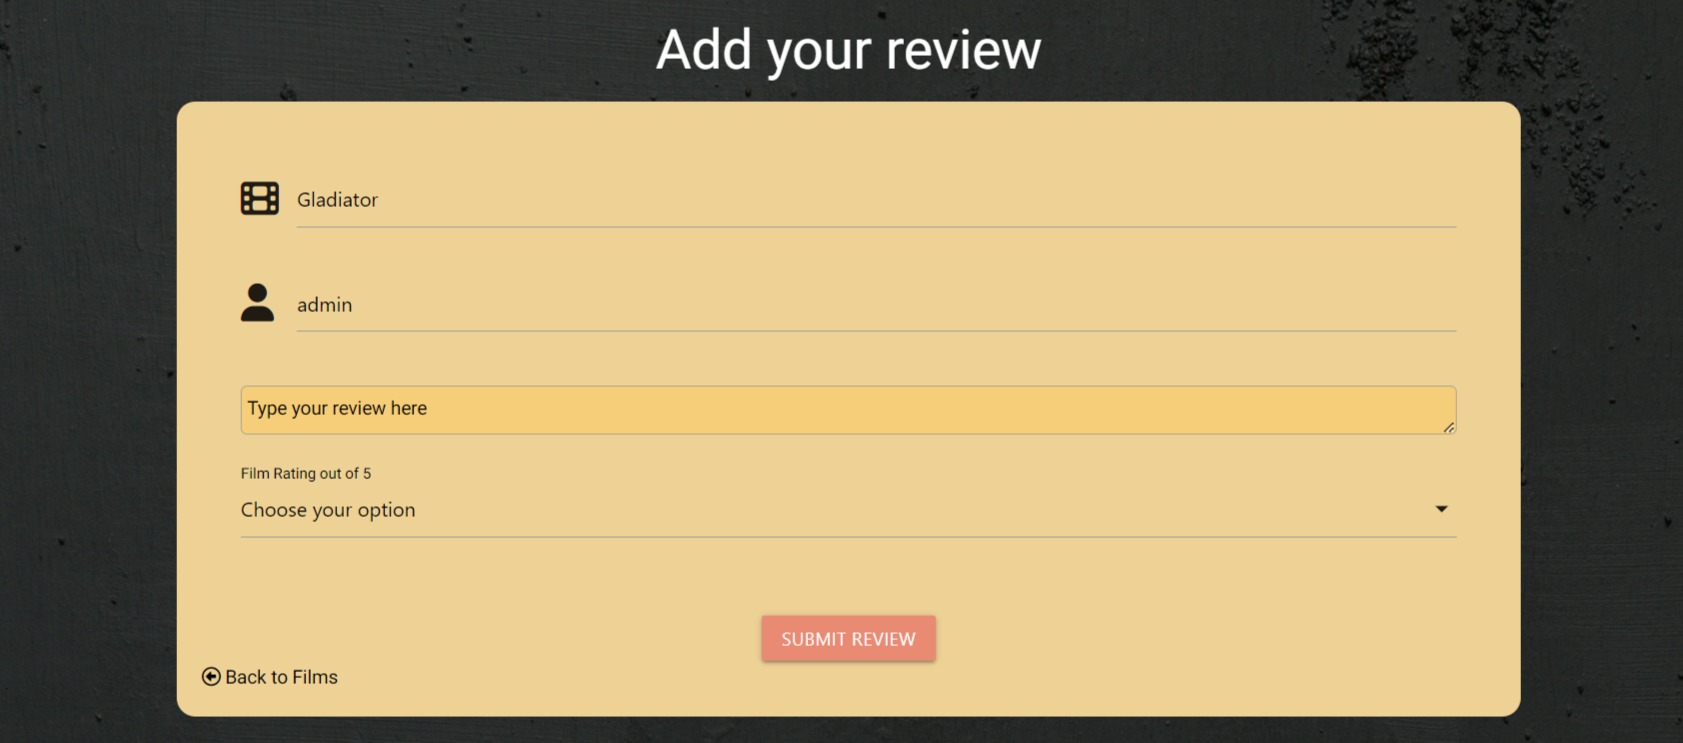 Add your review
Gladiator
admin
Type your review here
Film Rating out of 5
Choose your option
SUBMIT REVIEW
Back to Films